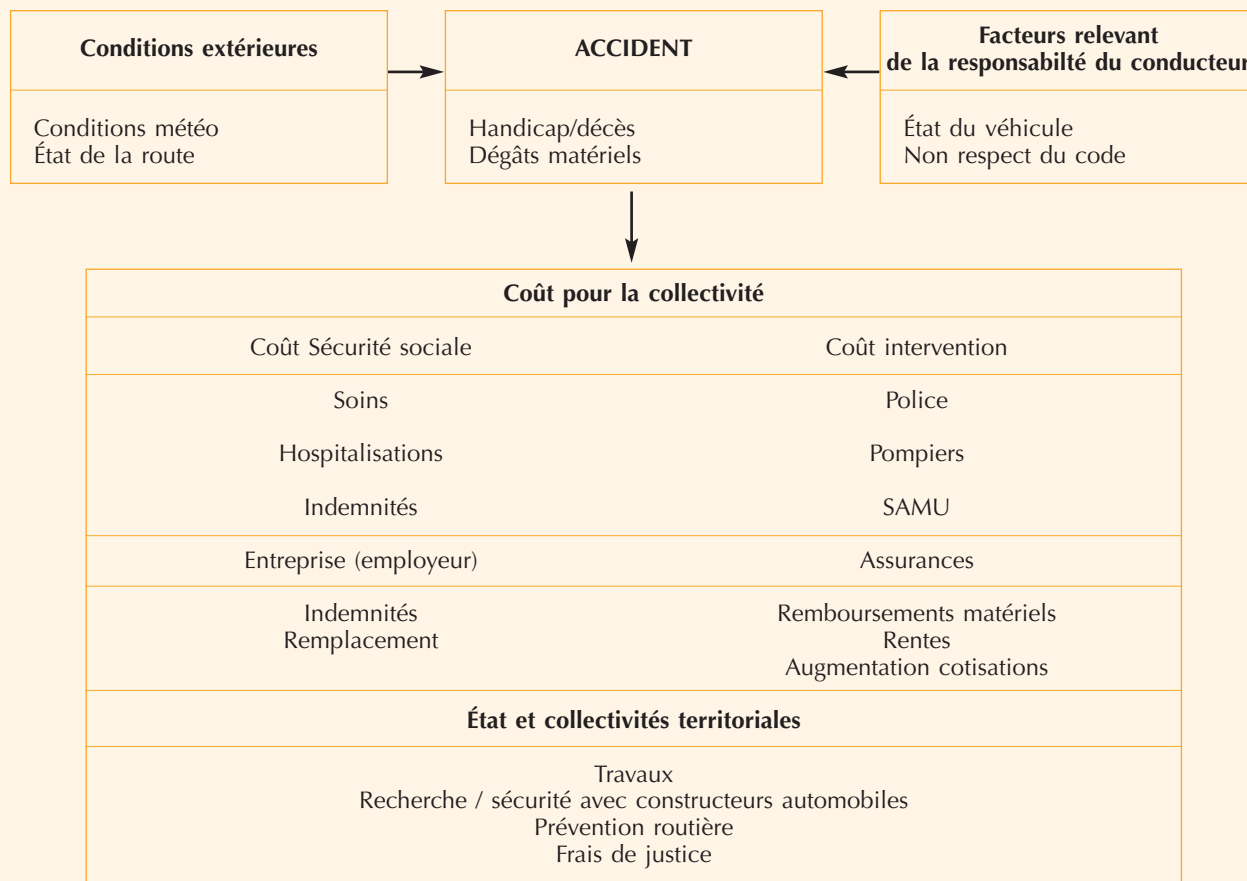 Conditions extérieures
Conditions météo
État de la route
ACCIDENT
Handicap/décès
Dégâts matériels
Facteurs relevant
de la responsabilté du conducteur
État du véhicule
Non respect du code
Coût pour la collectivité
Coût Sécurité sociale
Coût intervention
Soins
Police
Hospitalisations
Pompiers
Indemnités
SAMU
Entreprise (employeur)
Assurances
Indemnités
Remplacement
Remboursements matériels
Rentes
Augmentation cotisations
État et collectivités territoriales
Travaux
Recherche / sécurité avec constructeurs automobiles
Prévention routière
Frais de justice